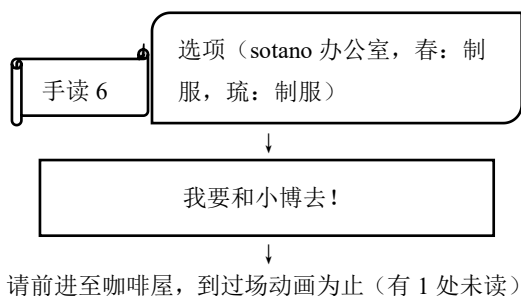 选项（sotano 办公室，春：制
服，琉：制服）
手读 6
↓
我要和小博去！
↓
请前进至咖啡屋，到过场动画为止（有 1 处未读）